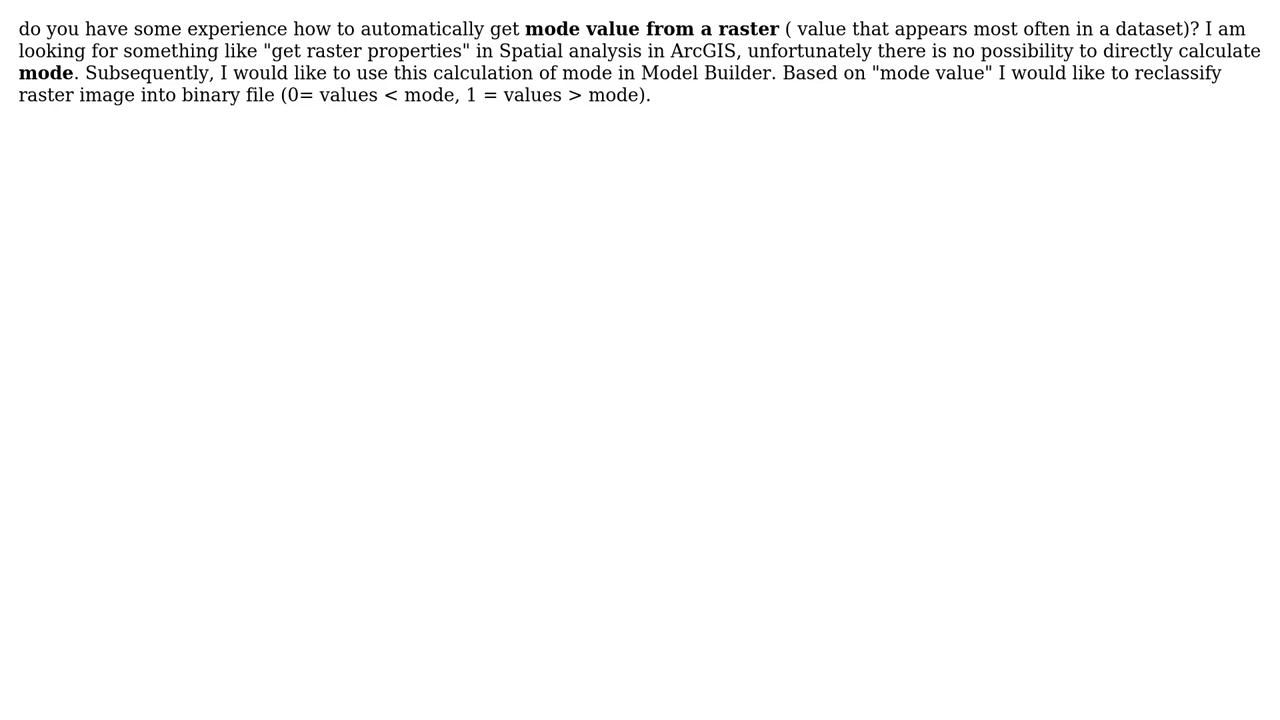 do you have some experience how to automatically get mode value from a raster ( value that appears most often in a dataset)? I am
looking for something like "get raster properties" in Spatial analysis in ArcGIS, unfortunately there is no possibility to directly calculate
mode. Subsequently, I would like to use this calculation of mode in Model Builder. Based on "mode value" I would like to reclassify
raster image into binary file (0= values < mode, 1 = values > mode).